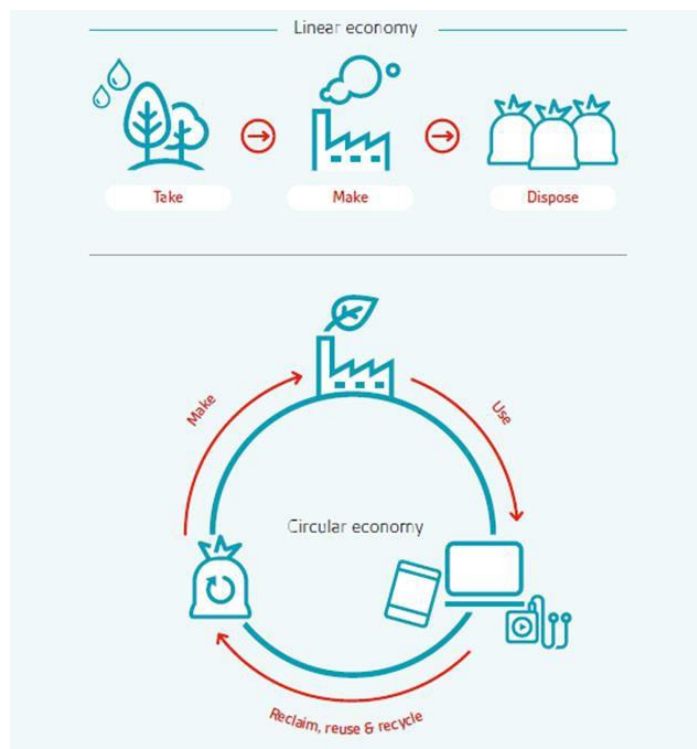 Linear economy
Take
Make
Dispose
Make
Use
Circular economy
Reclaim, reuse & recycle